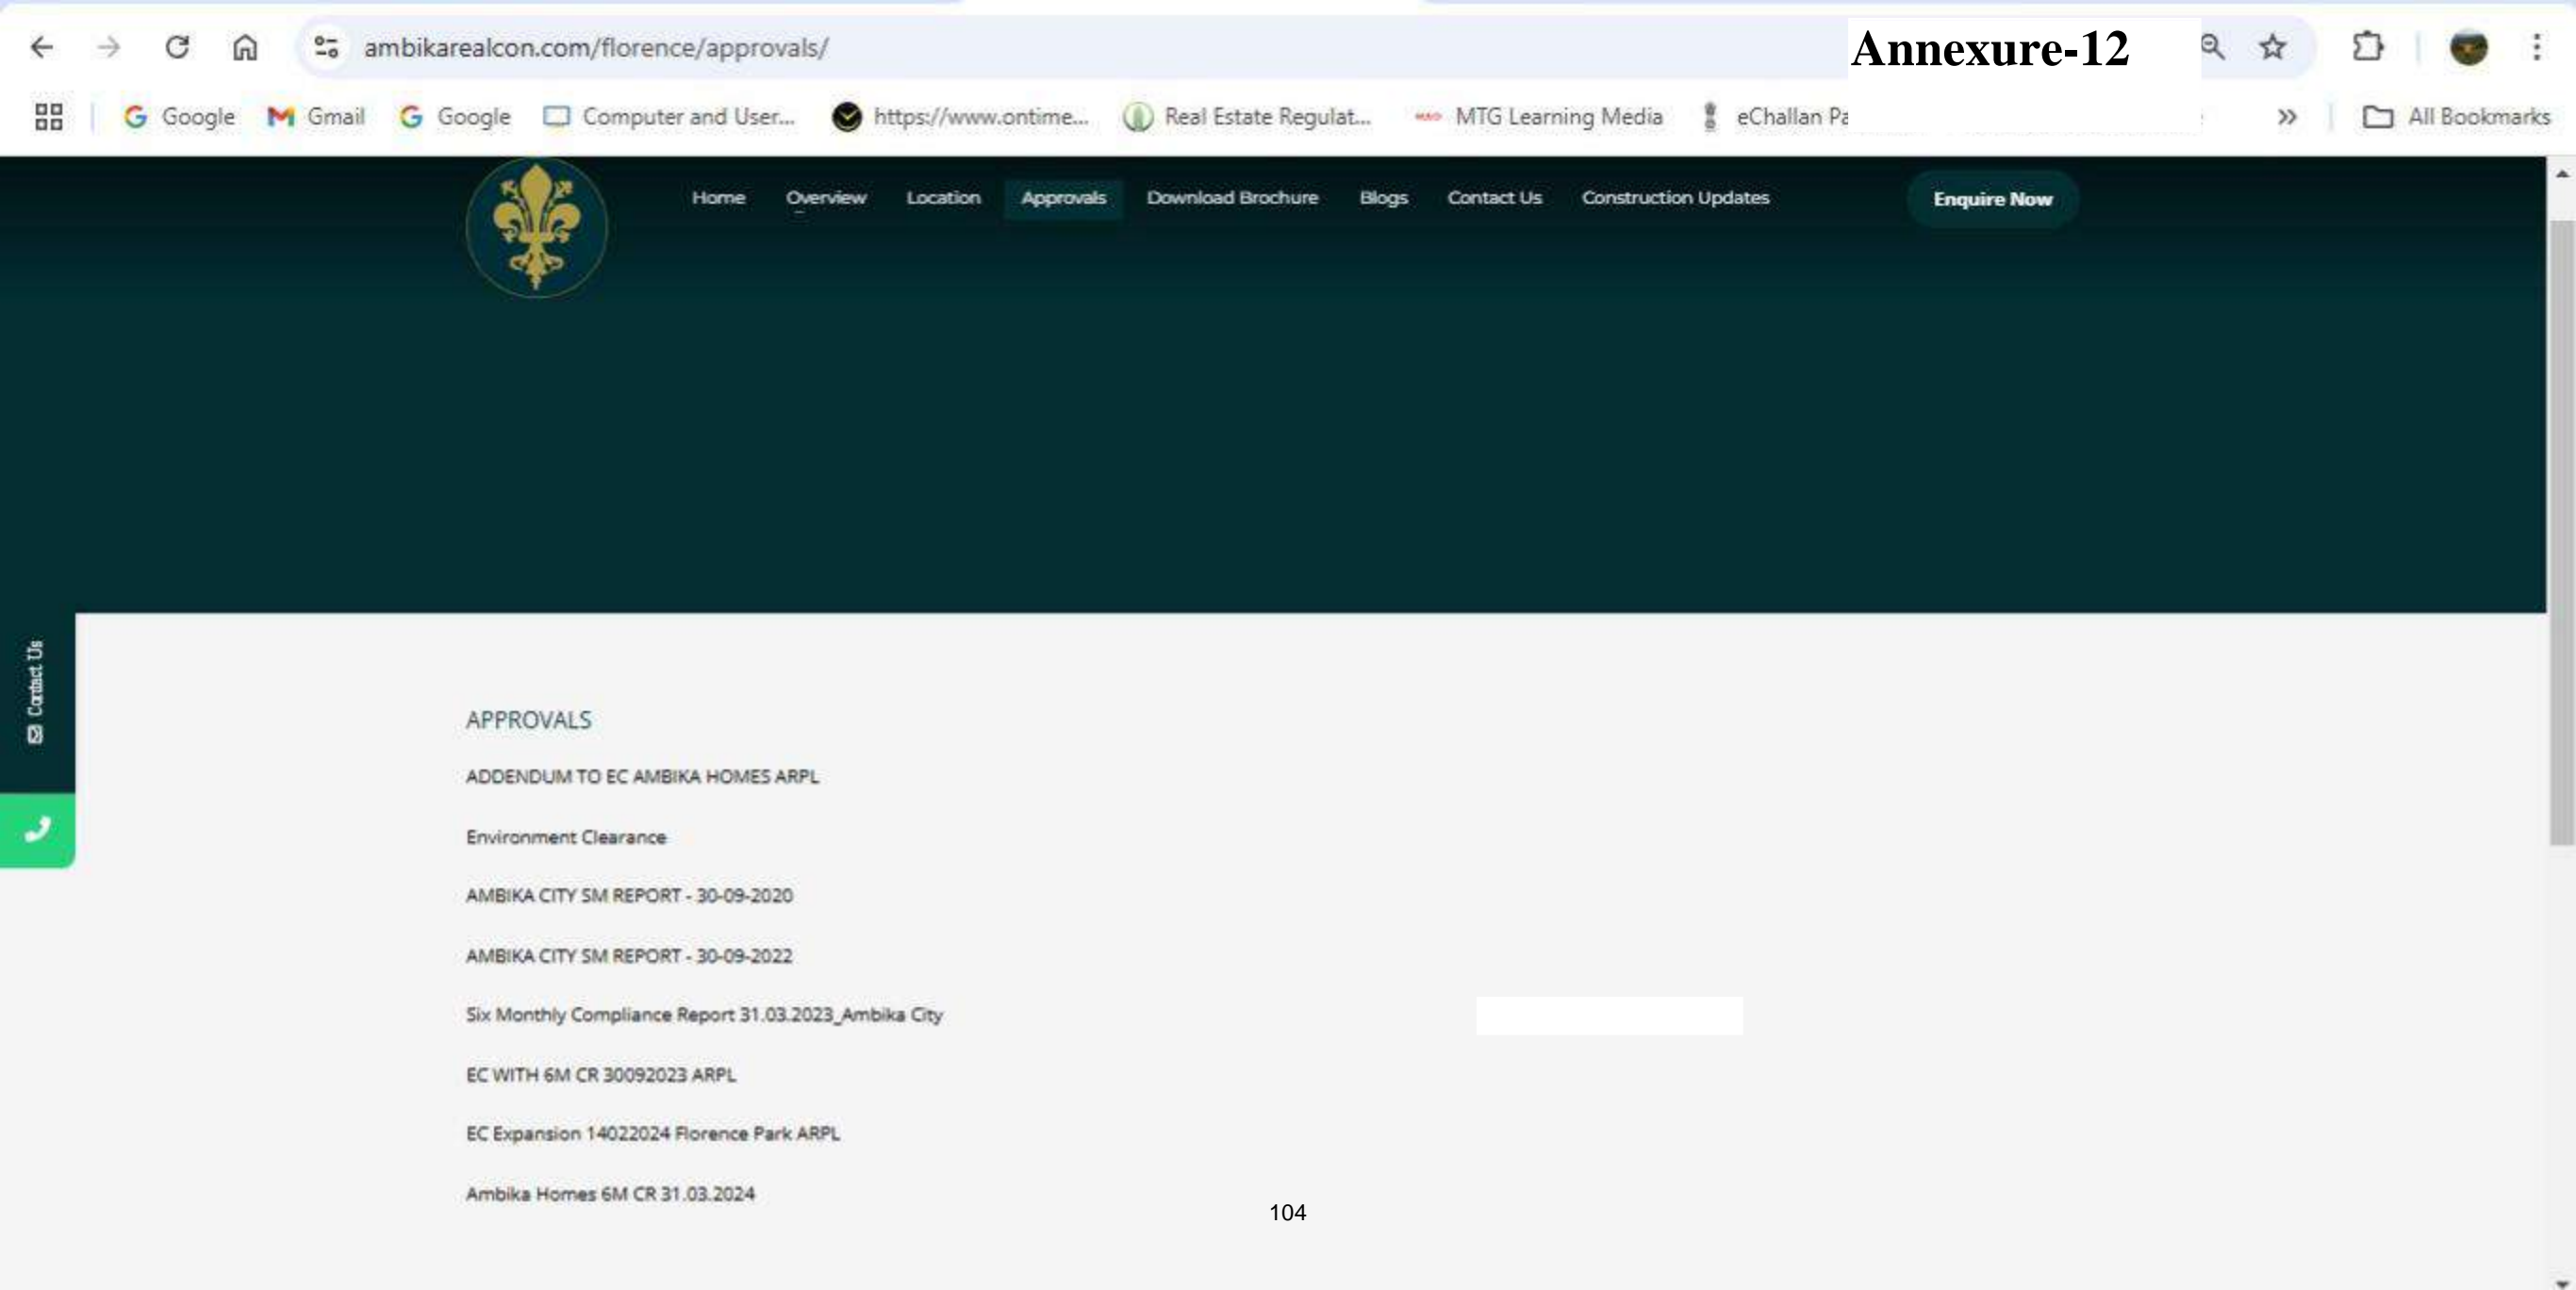 ambikarealcon.com/florence/approvals/
Annexure-12
Google Gmail Google Computer and User... https://www.ontime... Real Estate Regulat... MTG Learning Media eChallan Pa All Bookmarks
Home Overview Location Approvals Download Brochure Blogs Contact Us Construction Updates Enquire Now
Contact Us
APPROVALS
ADDENDUM TO EC AMBIKA HOMES ARPL
Environment Clearance
AMBIKA CITY SM REPORT - 30-09-2020
AMBIKA CITY SM REPORT - 30-09-2022
Six Monthly Compliance Report 31.03.2023_Ambika City
EC WITH 6M CR 30092023 ARPL
EC Expansion 14022024 Florence Park ARPL
Ambika Homes 6M CR 31.03.2024
104